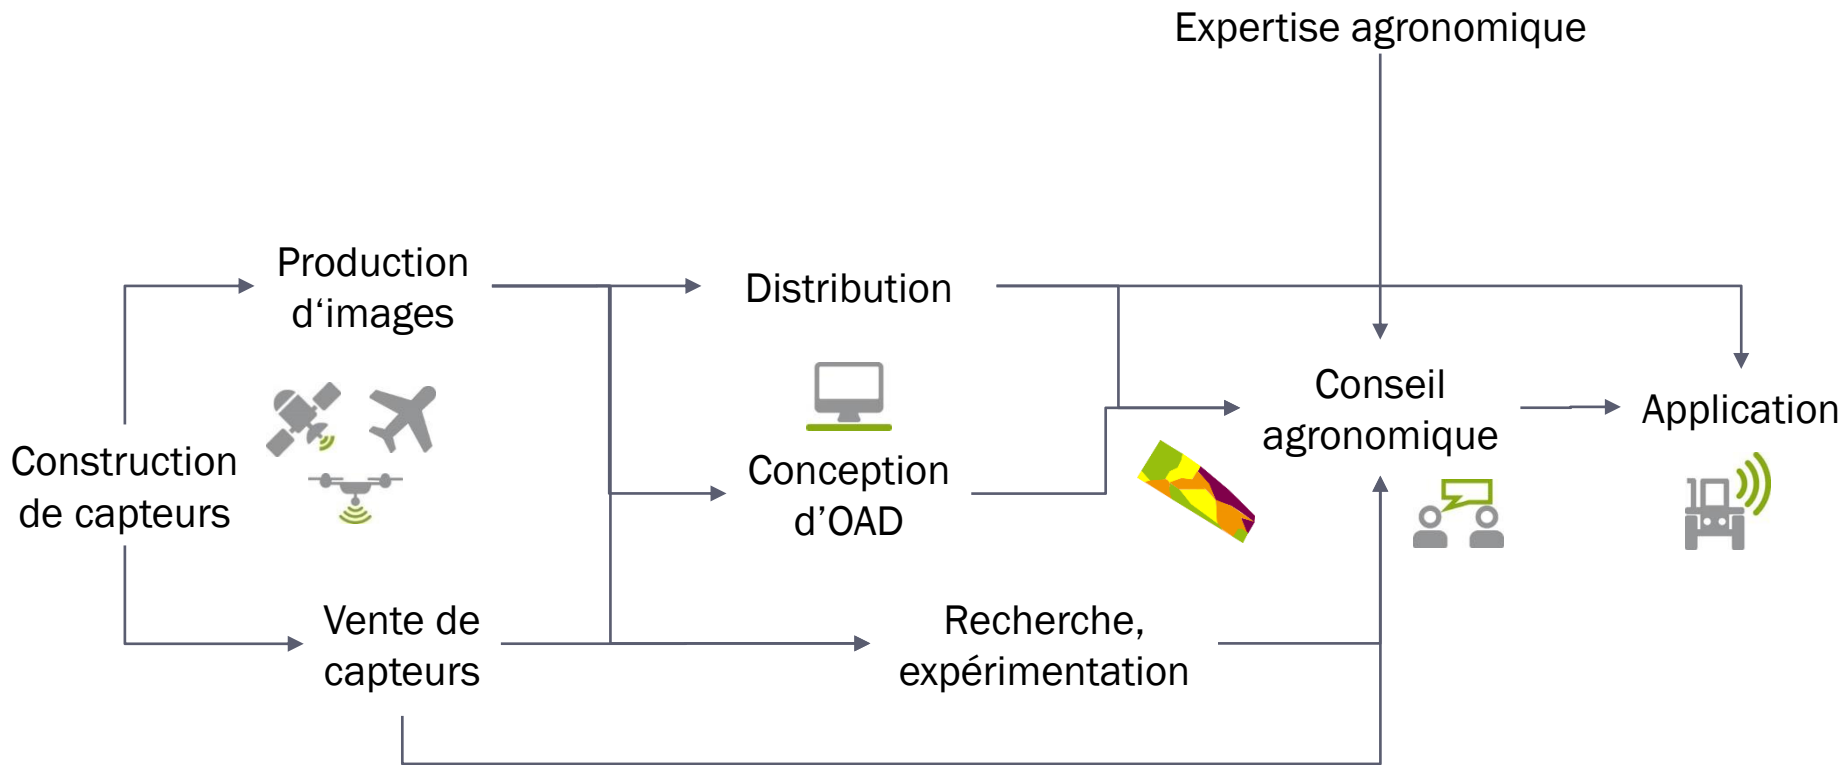 Expertise agronomique
Production
d‘images
Distribution
Conseil
agronomique
Application
Construction
de capteurs
Conception
d’OAD
Vente de
capteurs
Recherche,
expérimentation